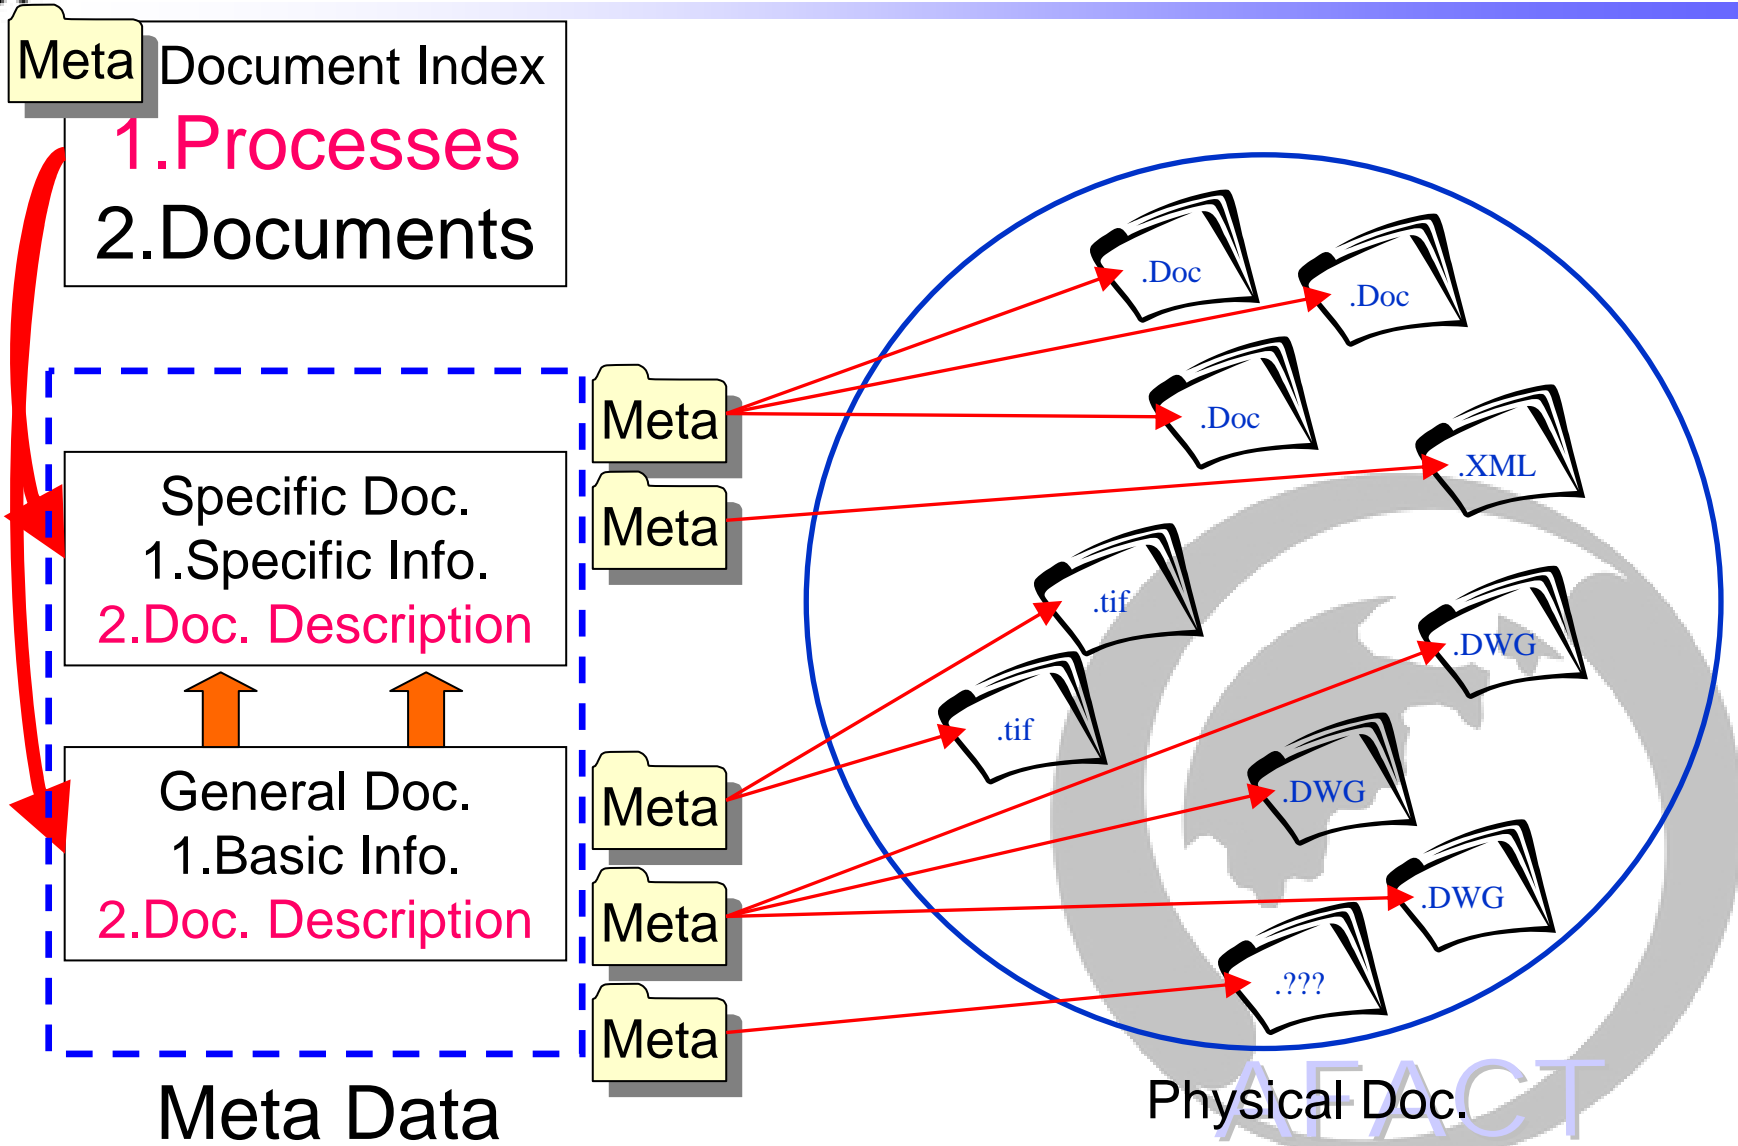 Meta
Document Index
1.Processes
2.Documents
Specific Doc.
1.Specific Info.
2.Doc. Description
General Doc.
1.Basic Info.
2.Doc. Description
Meta Data
Meta
Meta
Meta
Meta
Meta
.Doc
.Doc
.Doc
.XML
.tif
.DWG
.tif
.DWG
.DWG
.???
Physical Doc.
AFACT